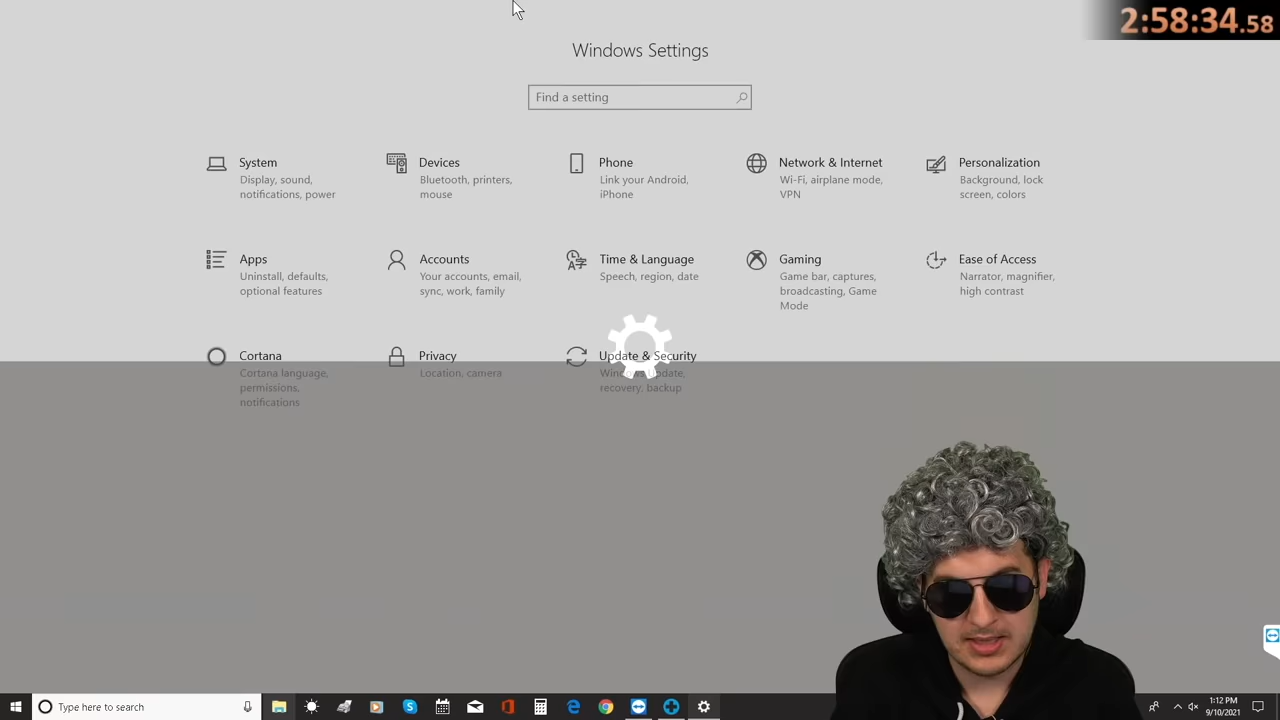 2:58:34.58
Windows Settings
Find a setting
System
Display, sound,
notifications, power
Devices
Bluetooth, printers,
mouse
Phone
Link your Android,
iPhone
Network & Internet
Wi-Fi, airplane mode,
VPN
Personalization
Background, lock
screen, colors
Apps
Uninstall, defaults,
optional features
Accounts
Your accounts, email,
sync, work, family
Time & Language
Speech, region, date
Gaming
Game bar, captures,
broadcasting, Game
Mode
Ease of Access
Narrator, magnifier,
high contrast
Cortana
Cortana language,
permissions,
notifications
Privacy
Location, camera
Update & Security
Windows Update,
recovery, backup
Type here to search
1:12 PM
9/10/2021